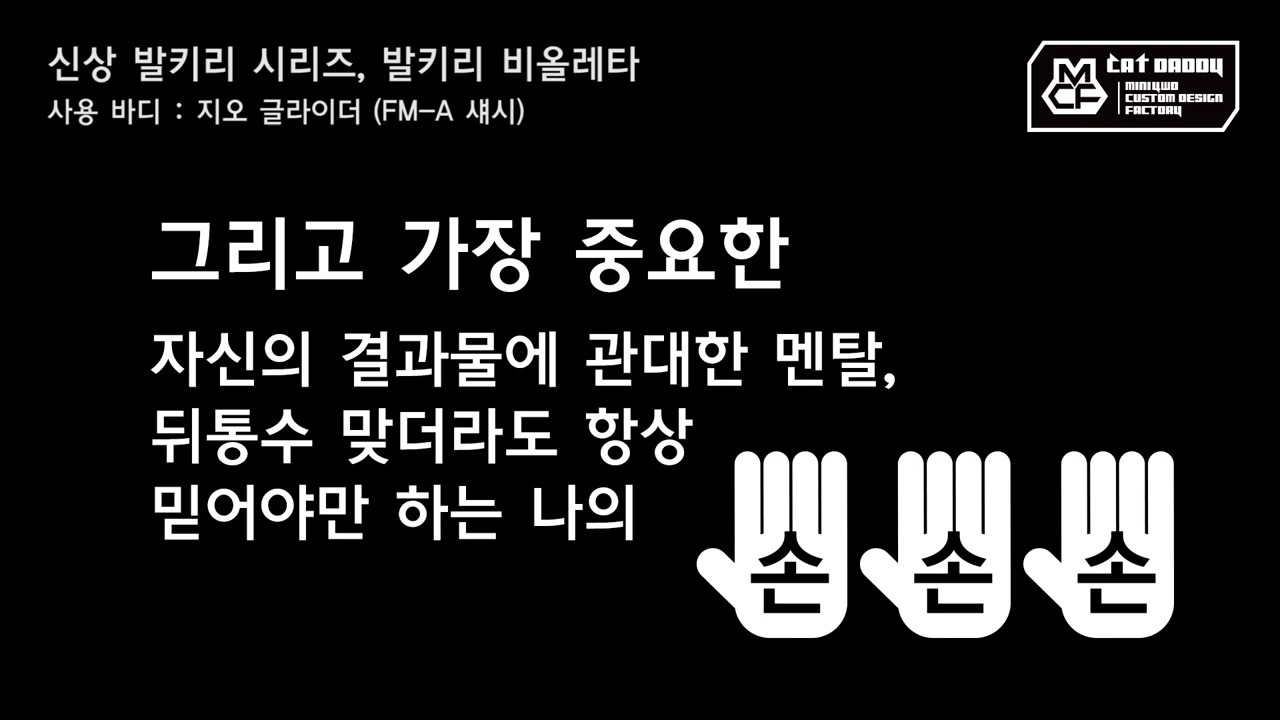 신상 발키리 시리즈, 발키리 비올레타
사용 바디 : 지오 글라이더 (FM-A 섀시)
MCF
CAT DADDY
MINI4WD
CUSTOM DESIGN
FACTORY
그리고 가장 중요한
자신의 결과물에 관대한 멘탈,
뒤통수 맞더라도 항상
믿어야만 하는 나의
손 손 손